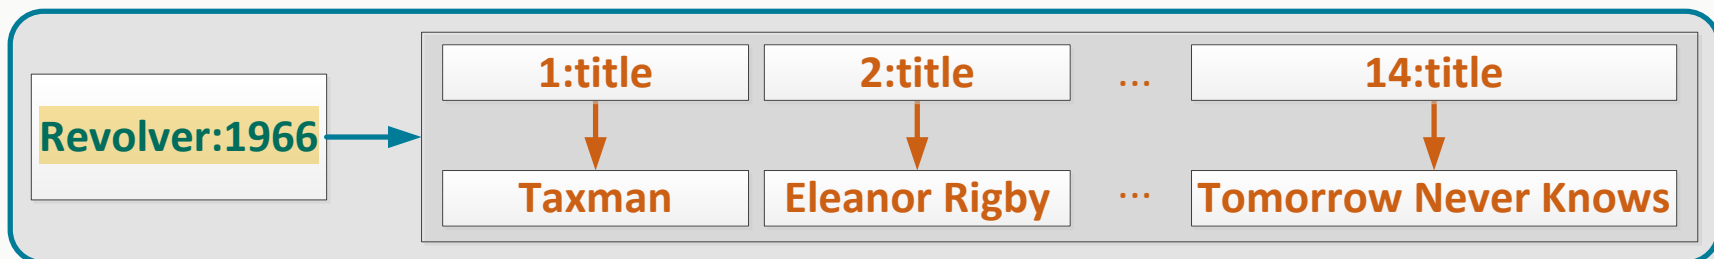 1:title 2:title ... 14:title
Revolver:1966
Taxman Eleanor Rigby ... Tomorrow Never Knows